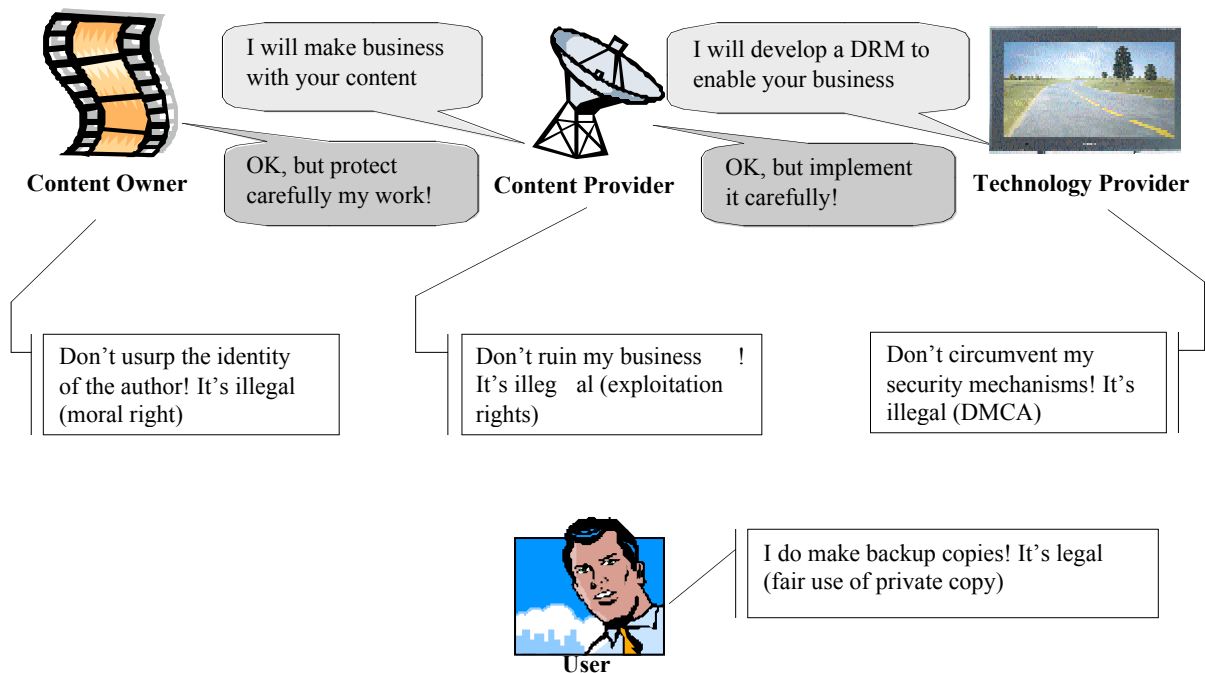 I will make business
with your content
I will develop a DRM to
enable your business
OK, but protect
carefully my work!
OK, but implement
it carefully!
Content Owner
Content Provider
Technology Provider
Don’t usurp the identity
of the author! It’s illegal
(moral right)
Don’t ruin my business !
It’s illeg al (exploitation
rights)
Don’t circumvent my
security mechanisms! It’s
illegal (DMCA)
I do make backup copies! It’s legal
(fair use of private copy)
User